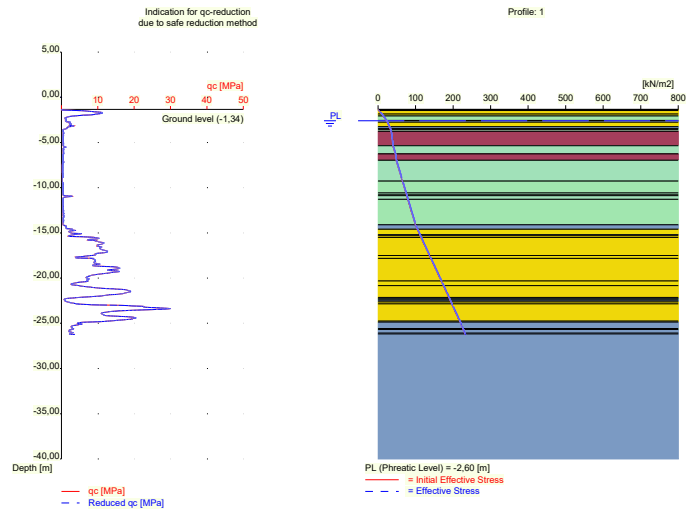 Indication for qc-reduction
due to safe reduction method
5,00
0,00
-5,00
-10,00
-15,00
-20,00
-25,00
-30,00
-35,00
-40,00
Depth [m]
qc [MPa]
10 20 30 40 50
Ground level (-1,34)
qc [MPa]
Reduced qc [MPa]
Profile: 1
[kN/m2]
0 100 200 300 400 500 600 700 800
PL
PL (Phreatic Level) = -2,60 [m]
= Initial Effective Stress
= Effective Stress